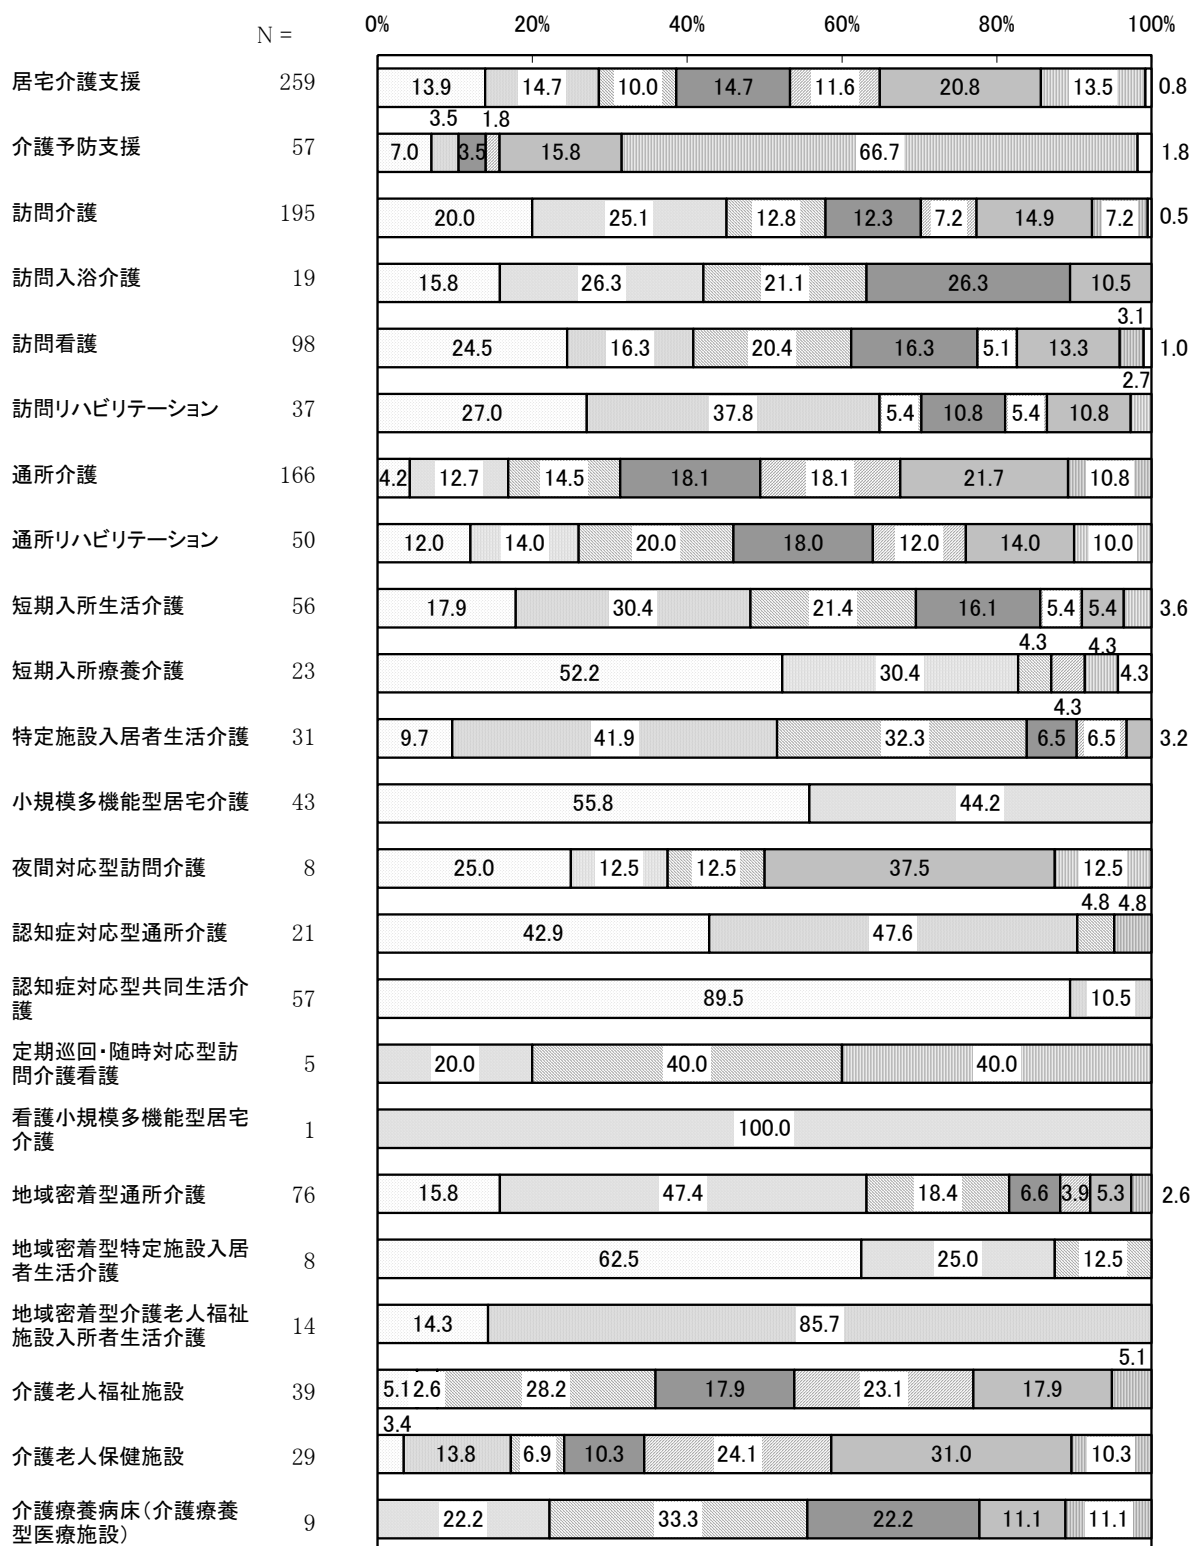 0% 20% 40% 60% 80% 100%
N =
居宅介護支援 259 13.9 14.7 10.0 14.7 11.6 20.8 13.5 0.8
3.5 1.8
介護予防支援 57 7.0 3.5 15.8 66.7 1.8
訪問介護 195 20.0 25.1 12.8 12.3 7.2 14.9 7.2 0.5
訪問入浴介護 19 15.8 26.3 21.1 26.3 10.5
3.1
訪問看護 98 24.5 16.3 20.4 16.3 5.1 13.3 1.0
2.7
訪問リハビリテーション 37 27.0 37.8 5.4 10.8 5.4 10.8
通所介護 166 4.2 12.7 14.5 18.1 18.1 21.7 10.8
通所リハビリテーション 50 12.0 14.0 20.0 18.0 12.0 14.0 10.0
短期入所生活介護 56 17.9 30.4 21.4 16.1 5.4 5.4 3.6
4.3 4.3
短期入所療養介護 23 52.2 30.4 4.3
4.3
特定施設入居者生活介護 31 9.7 41.9 32.3 6.5 6.5 3.2
小規模多機能型居宅介護 43 55.8 44.2
夜間対応型訪問介護 8 25.0 12.5 12.5 37.5 12.5
4.8 4.8
認知症対応型通所介護 21 42.9 47.6
認知症対応型共同生活介
護 57 89.5 10.5
定期巡回・随時対応型訪
問介護看護 5 20.0 40.0 40.0
看護小規模多機能型居宅
介護 1 100.0
地域密着型通所介護 76 15.8 47.4 18.4 6.6 3.9 5.3 2.6
地域密着型特定施設入居
者生活介護 8 62.5 25.0 12.5
地域密着型介護老人福祉
施設入所者生活介護 14 14.3 85.7
5.1
介護老人福祉施設 39 5.1 2.6 28.2 17.9 23.1 17.9
3.4
介護老人保健施設 29 13.8 6.9 10.3 24.1 31.0 10.3
介護療養病床（介護療養
型医療施設） 9 22.2 33.3 22.2 11.1 11.1